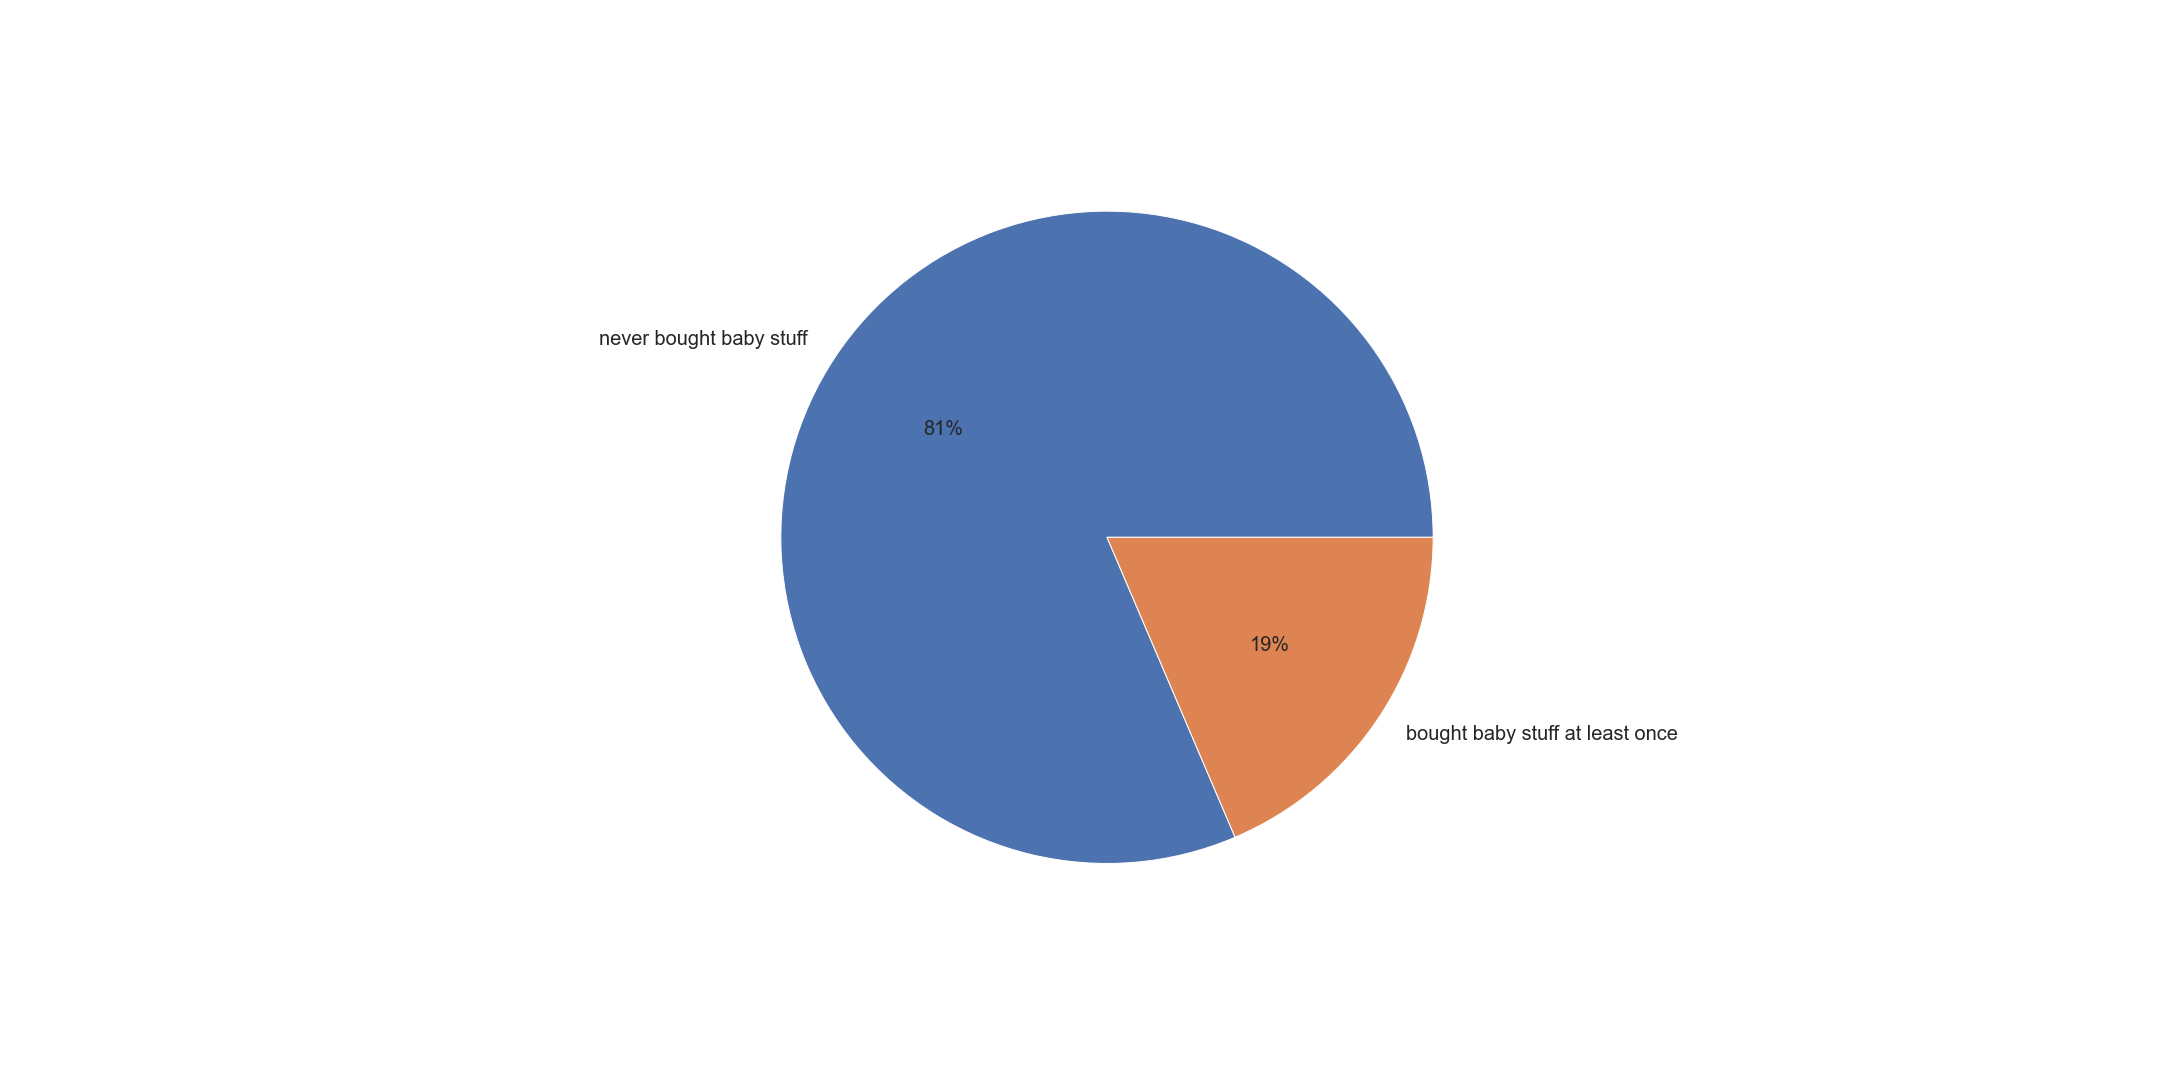 never bought baby stuff
81%
19%
bought baby stuff at least once